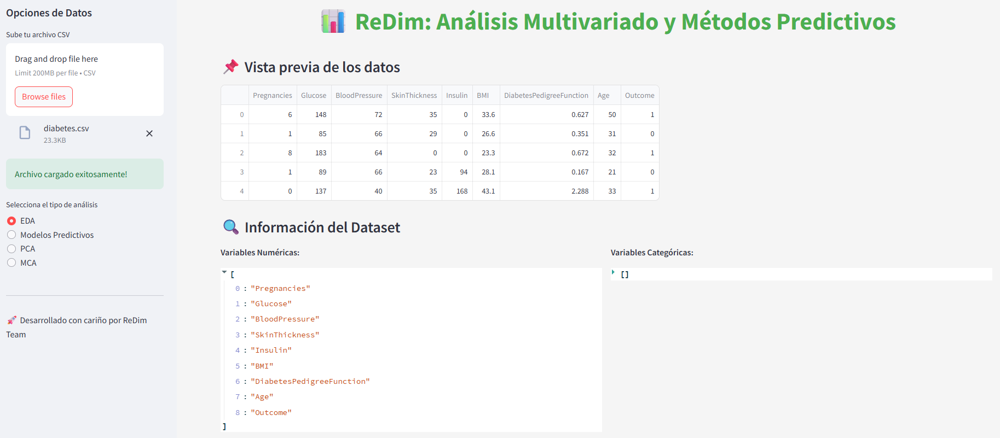 Opciones de Datos
Sube tu archivo CSV
Drag and drop file here
Limit 200MB per file • CSV
Browse files
diabetes.csv
23.3KB
Archivo cargado exitosamente!
Selecciona el tipo de análisis
EDA
Modelos Predictivos
PCA
MCA
🚀 Desarrollado con cariño por ReDim
Team
📊 ReDim: Análisis Multivariado y Métodos Predictivos
📌 Vista previa de los datos
Pregnancies Glucose BloodPressure SkinThickness Insulin BMI DiabetesPedigreeFunction Age Outcome
0 6 148 72 35 0 33.6 0.627 50 1
1 1 85 66 29 0 26.6 0.351 31 0
2 8 183 64 0 0 23.3 0.672 32 1
3 1 89 66 23 94 28.1 0.167 21 0
4 0 137 40 35 168 43.1 2.288 33 1
🔍 Información del Dataset
Variables Numéricas:
[
0 : "Pregnancies"
1 : "Glucose"
2 : "BloodPressure"
3 : "SkinThickness"
4 : "Insulin"
5 : "BMI"
6 : "DiabetesPedigreeFunction"
7 : "Age"
8 : "Outcome"
]
Variables Categóricas:
[]